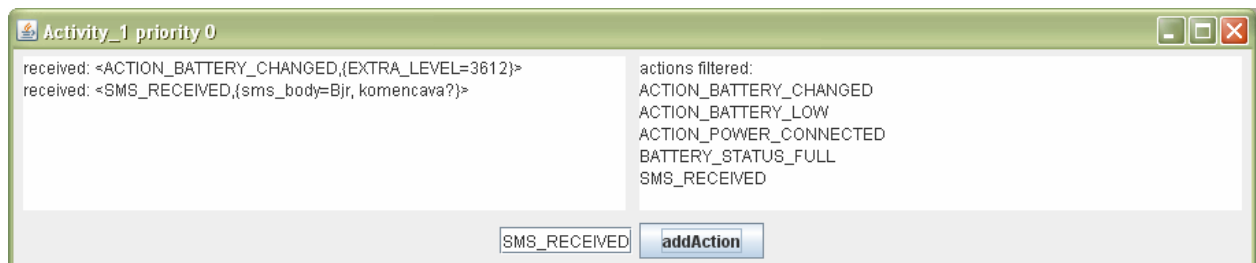 Activity_1 priority 0
received: <ACTION_BATTERY_CHANGED,{EXTRA_LEVEL=3612}>
received: <SMS_RECEIVED,{sms_body=Bjr, komencava?}>
actions filtered:
ACTION_BATTERY_CHANGED
ACTION_BATTERY_LOW
ACTION_POWER_CONNECTED
BATTERY_STATUS_FULL
SMS_RECEIVED
SMS_RECEIVED addAction